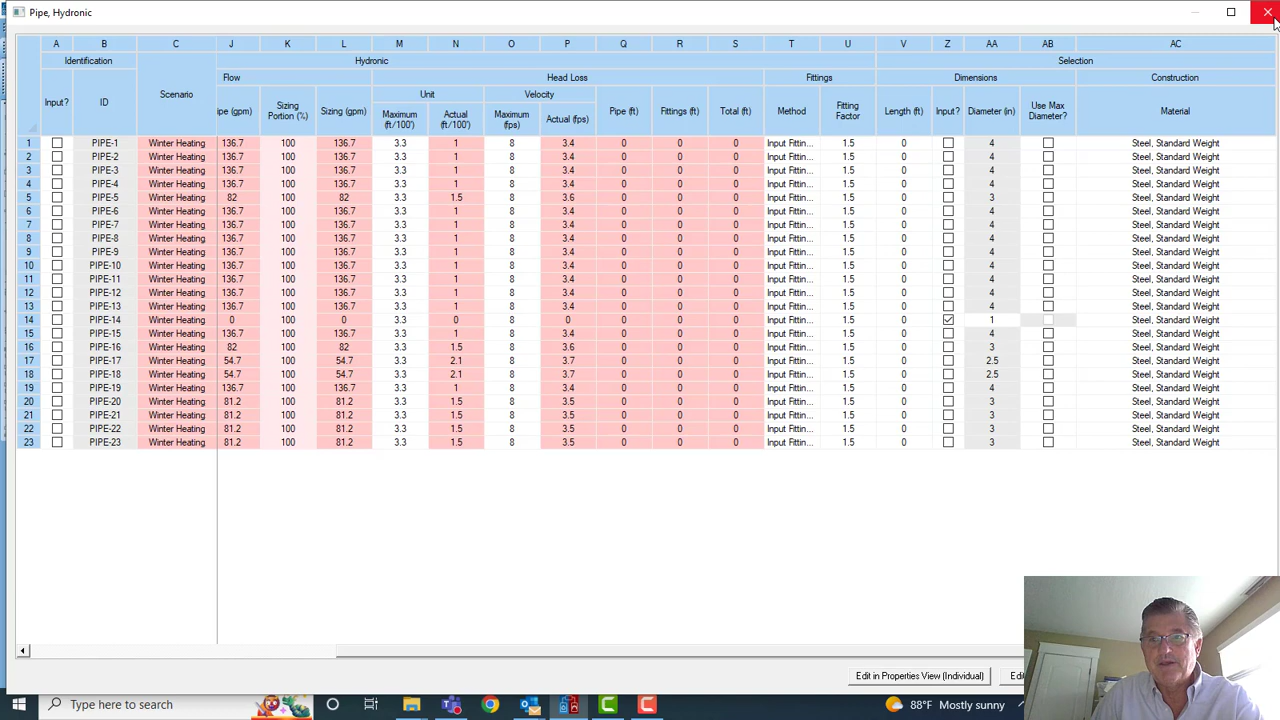 Pipe, Hydronic
A B C J K L M N O P Q R S T U V Z AA AB AC
Identification Hydronic Selection
Flow Head Loss Fittings Dimensions Construction
Unit Velocity
Input? ID Scenario ipe (gpm) Sizing Portion (%) Sizing (gpm) Maximum (ft/100') Actual (ft/100') Maximum (fps) Actual (fps) Pipe (ft) Fittings (ft) Total (ft) Method Fitting Factor Length (ft) Input? Diameter (in) Use Max Diameter? Material
1 PIPE-1 Winter Heating 136.7 100 136.7 3.3 1 8 3.4 0 0 0 Input Fittin... 1.5 0 4 Steel, Standard Weight
2 PIPE-2 Winter Heating 136.7 100 136.7 3.3 1 8 3.4 0 0 0 Input Fittin... 1.5 0 4 Steel, Standard Weight
3 PIPE-3 Winter Heating 136.7 100 136.7 3.3 1 8 3.4 0 0 0 Input Fittin... 1.5 0 4 Steel, Standard Weight
4 PIPE-4 Winter Heating 136.7 100 136.7 3.3 1 8 3.4 0 0 0 Input Fittin... 1.5 0 4 Steel, Standard Weight
5 PIPE-5 Winter Heating 82 100 82 3.3 1.5 8 3.6 0 0 0 Input Fittin... 1.5 0 3 Steel, Standard Weight
6 PIPE-6 Winter Heating 136.7 100 136.7 3.3 1 8 3.4 0 0 0 Input Fittin... 1.5 0 4 Steel, Standard Weight
7 PIPE-7 Winter Heating 136.7 100 136.7 3.3 1 8 3.4 0 0 0 Input Fittin... 1.5 0 4 Steel, Standard Weight
8 PIPE-8 Winter Heating 136.7 100 136.7 3.3 1 8 3.4 0 0 0 Input Fittin... 1.5 0 4 Steel, Standard Weight
9 PIPE-9 Winter Heating 136.7 100 136.7 3.3 1 8 3.4 0 0 0 Input Fittin... 1.5 0 4 Steel, Standard Weight
10 PIPE-10 Winter Heating 136.7 100 136.7 3.3 1 8 3.4 0 0 0 Input Fittin... 1.5 0 4 Steel, Standard Weight
11 PIPE-11 Winter Heating 136.7 100 136.7 3.3 1 8 3.4 0 0 0 Input Fittin... 1.5 0 4 Steel, Standard Weight
12 PIPE-12 Winter Heating 136.7 100 136.7 3.3 1 8 3.4 0 0 0 Input Fittin... 1.5 0 4 Steel, Standard Weight
13 PIPE-13 Winter Heating 136.7 100 136.7 3.3 1 8 3.4 0 0 0 Input Fittin... 1.5 0 4 Steel, Standard Weight
14 PIPE-14 Winter Heating 0 100 0 3.3 0 8 0 0 0 0 Input Fittin... 1.5 0 1 Steel, Standard Weight
15 PIPE-15 Winter Heating 136.7 100 136.7 3.3 1 8 3.4 0 0 0 Input Fittin... 1.5 0 4 Steel, Standard Weight
16 PIPE-16 Winter Heating 82 100 82 3.3 1.5 8 3.6 0 0 0 Input Fittin... 1.5 0 3 Steel, Standard Weight
17 PIPE-17 Winter Heating 54.7 100 54.7 3.3 2.1 8 3.7 0 0 0 Input Fittin... 1.5 0 2.5 Steel, Standard Weight
18 PIPE-18 Winter Heating 54.7 100 54.7 3.3 2.1 8 3.7 0 0 0 Input Fittin... 1.5 0 2.5 Steel, Standard Weight
19 PIPE-19 Winter Heating 136.7 100 136.7 3.3 1 8 3.4 0 0 0 Input Fittin... 1.5 0 4 Steel, Standard Weight
20 PIPE-20 Winter Heating 81.2 100 81.2 3.3 1.5 8 3.5 0 0 0 Input Fittin... 1.5 0 3 Steel, Standard Weight
21 PIPE-21 Winter Heating 81.2 100 81.2 3.3 1.5 8 3.5 0 0 0 Input Fittin... 1.5 0 3 Steel, Standard Weight
22 PIPE-22 Winter Heating 81.2 100 81.2 3.3 1.5 8 3.5 0 0 0 Input Fittin... 1.5 0 3 Steel, Standard Weight
23 PIPE-23 Winter Heating 81.2 100 81.2 3.3 1.5 8 3.5 0 0 0 Input Fittin... 1.5 0 3 Steel, Standard Weight
Edit in Properties View (Individual) Edi
Type here to search 88°F Mostly sunny